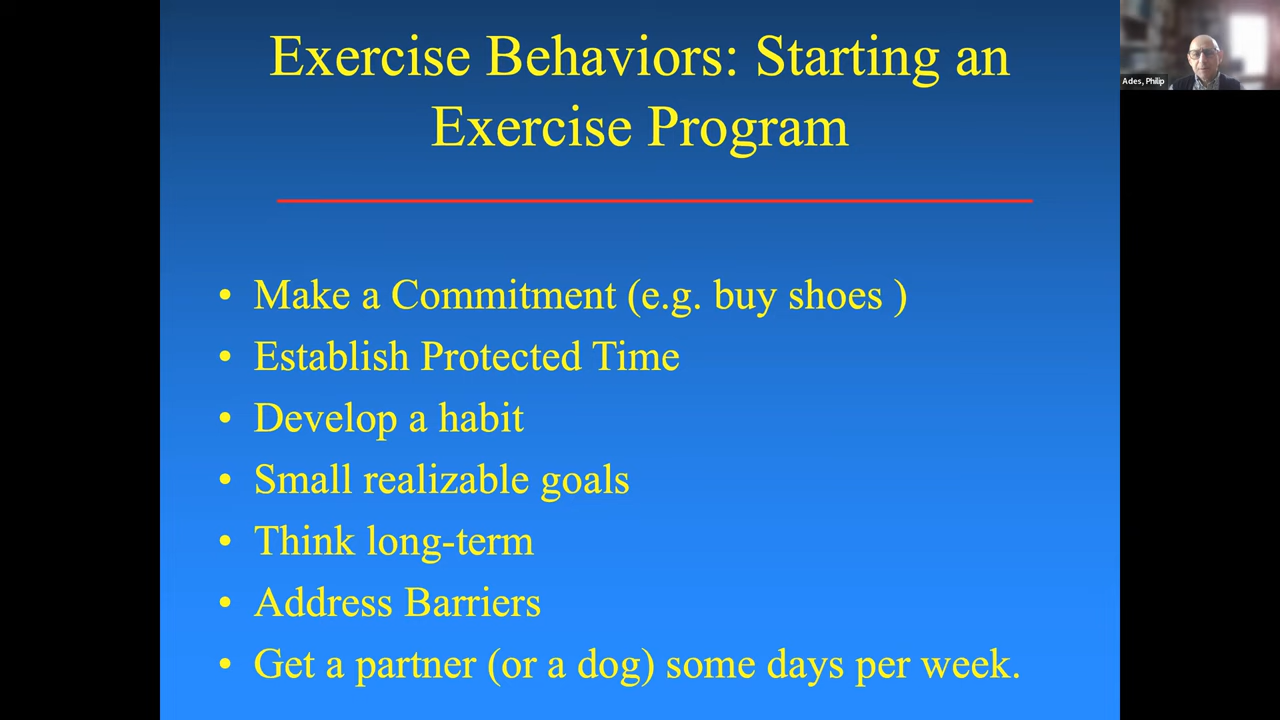 Exercise Behaviors: Starting an
Exercise Program
• Make a Commitment (e.g. buy shoes )
• Establish Protected Time
• Develop a habit
• Small realizable goals
• Think long-term
• Address Barriers
• Get a partner (or a dog) some days per week.
Ades, Philip